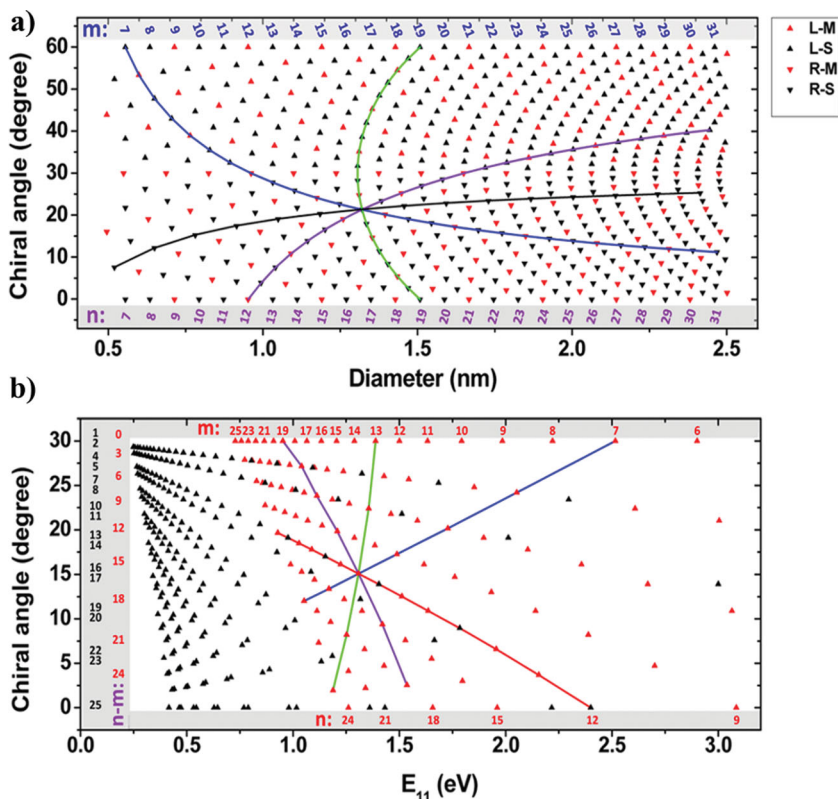 a)
m: 7 8 9 10 11 12 13 14 15 16 17 18 19 20 21 22 23 24 25 26 27 28 29 30 31
L-M
L-S
R-M
R-S
Chiral angle (degree)
60
50
40
30
20
10
0
n: 7 8 9 10 11 12 13 14 15 16 17 18 19 20 21 22 23 24 25 26 27 28 29 30 31
0.5 1.0 1.5 2.0 2.5
Diameter (nm)
b)
m: 25 23 21 19 17 16 15 14 13 12 11 10 9 8 7 6
Chiral angle (degree)
30
25
20
15
10
5
0
1
2
4
5
7
8
10
11
13
14
16
17
19
20
22
23
25
0
3
6
9
12
15
18
21
24
n-m:
n: 24 21 18 15 12 9
0.0 0.5 1.0 1.5 2.0 2.5 3.0
E11 (eV)